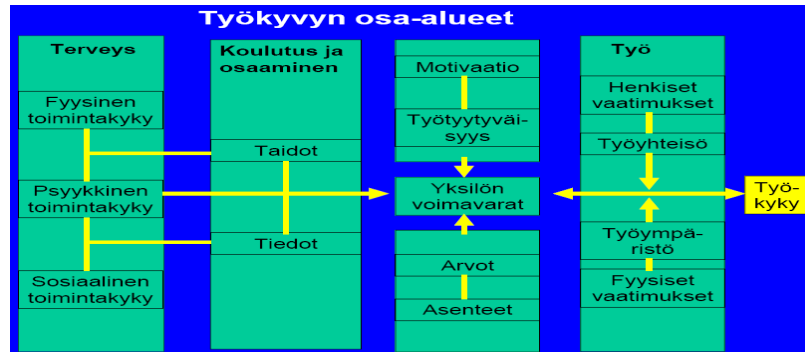 Työkyvyn osa-alueet
Terveys
Fyysinen
toimintakyky
Psyykkinen
toimintakyky
Sosiaalinen
toimintakyky
Koulutus ja
osaaminen
Taidot
Tiedot
Motivaatio
Työtyytyväi-
syys
Yksilön
voimavarat
Arvot
Asenteet
Työ
Henkiset
vaatimukset
Työyhteisö
Työympä-
ristö
Fyysiset
vaatimukset
Työ-
kyky